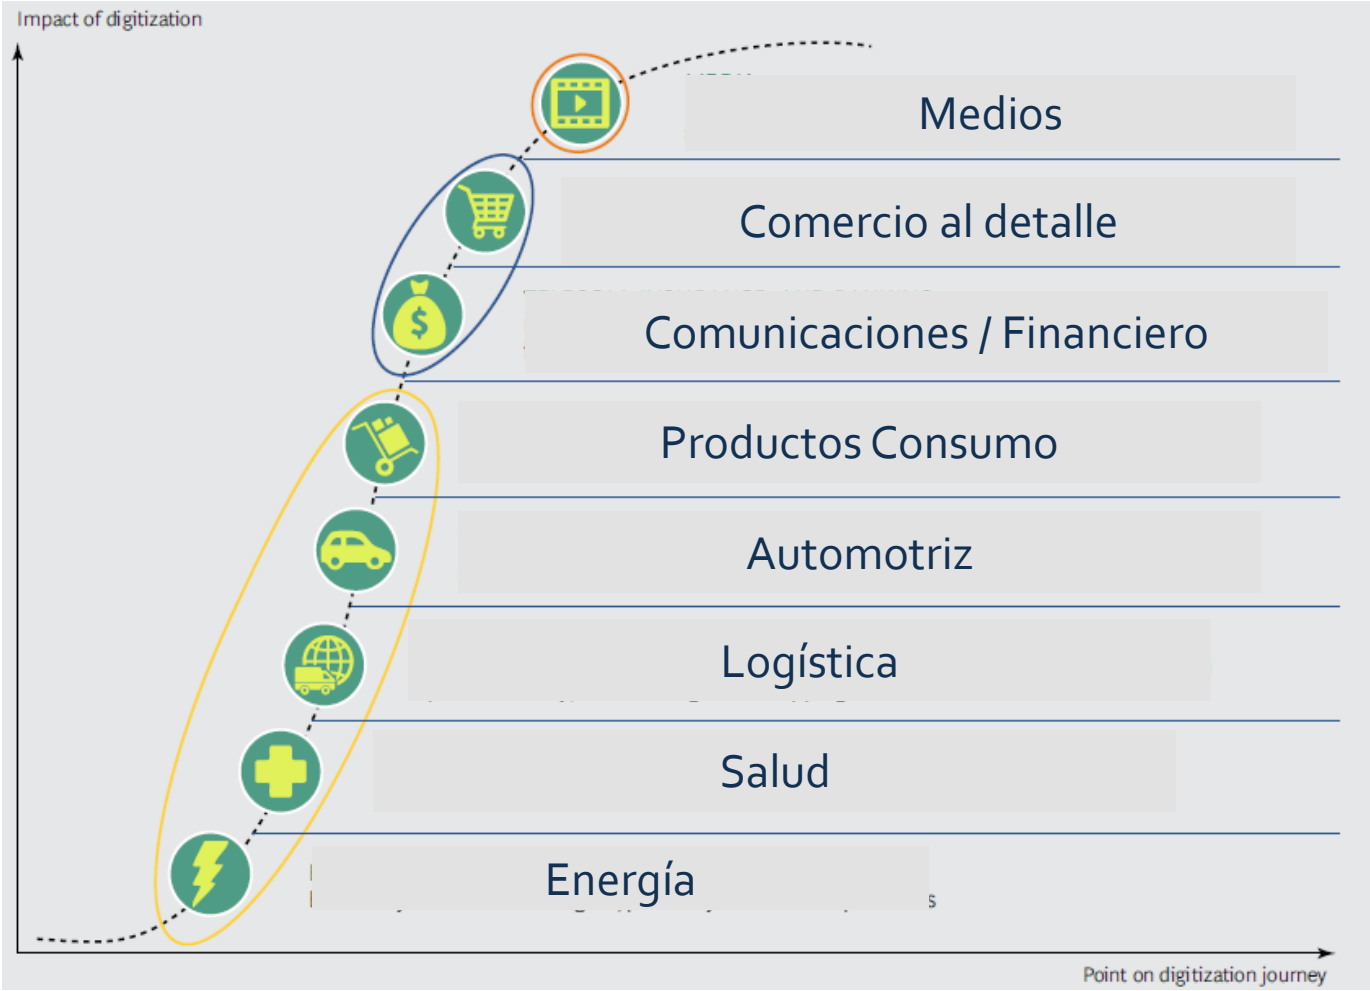 Impact of digitization
Medios
Comercio al detalle
Comunicaciones / Financiero
$
Productos Consumo
Automotriz
Logística
Salud
Energía
Point on digitization journey